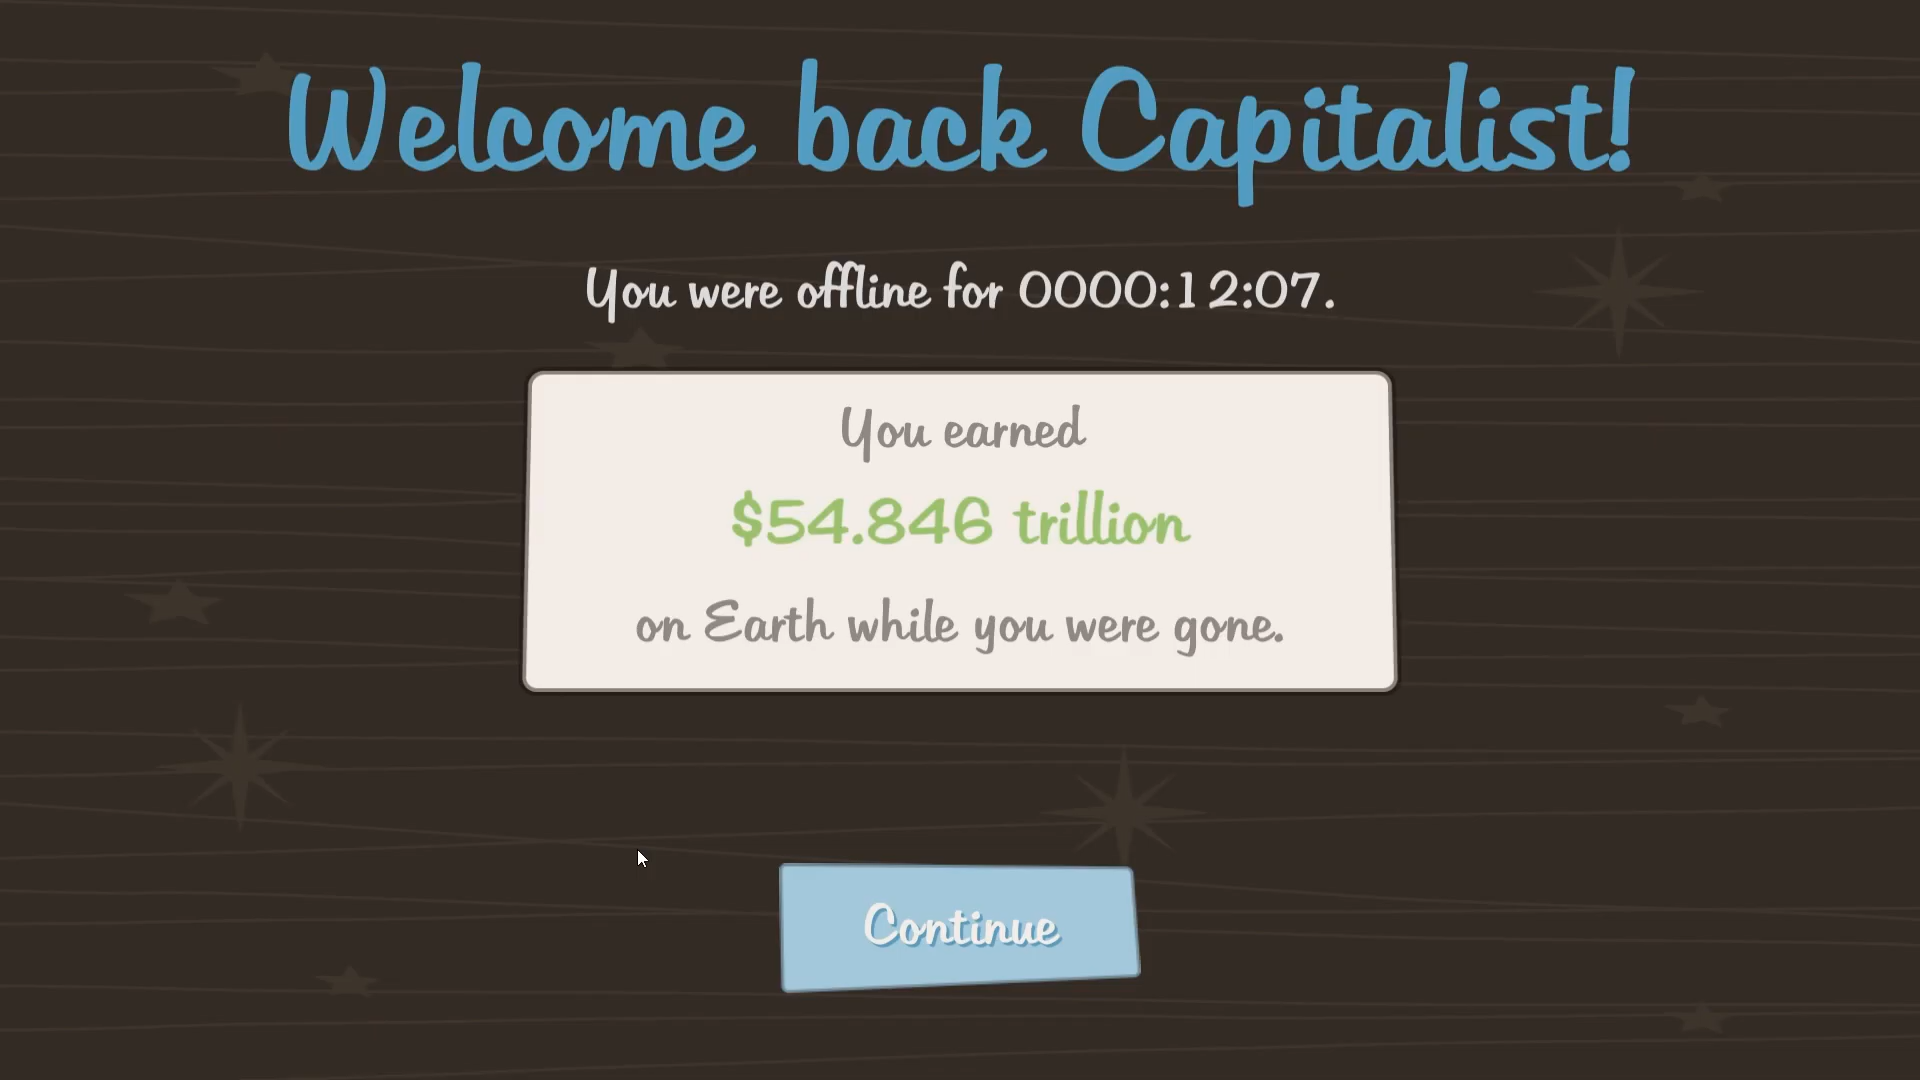 Welcome back Capitalist!
You were offline for 0000:12:07.
You earned
$54.846 trillion
on Earth while you were gone.
Continue